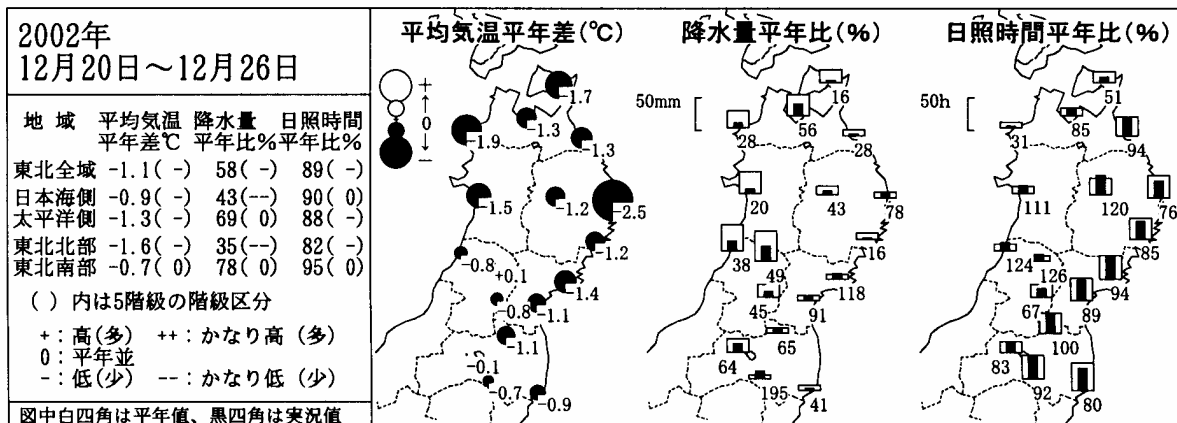 2002年
12月20日～12月26日
地 域 平均気温 降水量 日照時間
平年差℃ 平年比% 平年比%
東北全域 -1.1( -) 58( -) 89( -)
日本海側 -0.9( -) 43(--) 90( 0)
太平洋側 -1.3( -) 69( 0) 88( -)
東北北部 -1.6( -) 35(--) 82( -)
東北南部 -0.7( 0) 78( 0) 95( 0)
( ) 内は5階級の階級区分
+：高(多) ++：かなり高 (多)
0：平年並
-：低(少) --：かなり低 (少)
図中白四角は平年値、黒四角は実況値
平均気温平年差(℃)
+
↑
0
↓
-
-1.7
-1.3
-1.9
-1.3
-1.5
-1.2
-2.5
-1.2
-0.8
+0.1
-1.4
-0.8
-1.1
-1.1
-0.1
-0.7
-0.9
降水量平年比(%)
50mm
16
56
28
28
20
43
78
16
38
49
118
45
91
65
64
195
41
日照時間平年比(%)
50h
51
85
31
94
111
120
76
85
124
126
94
67
89
100
83
92
80